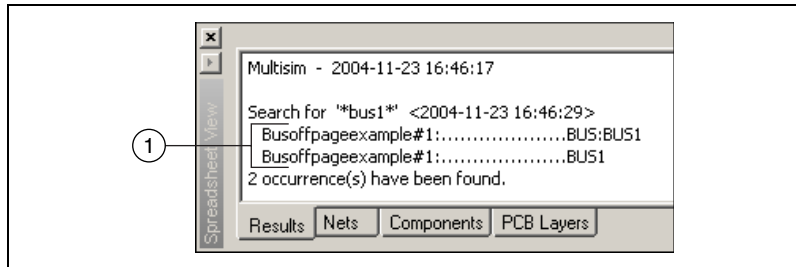 Multisim - 2004-11-23 16:46:17
Search for '*bus1*' <2004-11-23 16:46:29>
Busoffpageexample#1:.....................BUS:BUS1
Busoffpageexample#1:.....................BUS1
2 occurrence(s) have been found.
1
Spreadsheet View
Results Nets Components PCB Layers